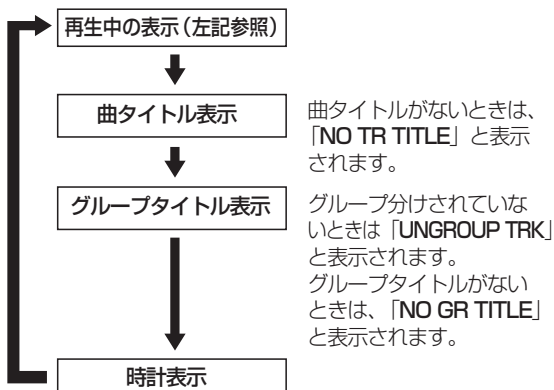 再生中の表示（左記参照）
曲タイトル表示
曲タイトルがないときは、
「NO TR TITLE」と表示
されます。
グループタイトル表示
グループ分けされていな
いときは「UNGROUP TRK」
と表示されます。
グループタイトルがない
ときは、「NO GR TITLE」
と表示されます。
時計表示